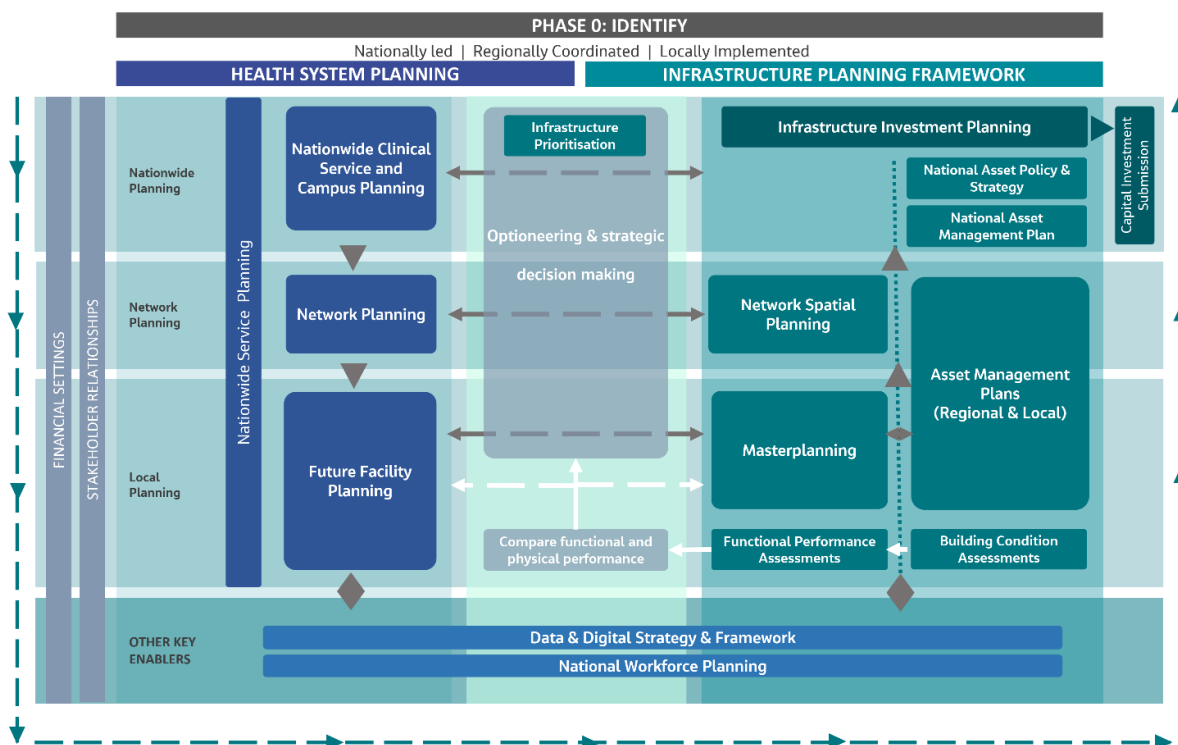 PHASE 0: IDENTIFY
Nationally led | Regionally Coordinated | Locally Implemented
HEALTH SYSTEM PLANNING
INFRASTRUCTURE PLANNING FRAMEWORK
FINANCIAL SETTINGS
STAKEHOLDER RELATIONSHIPS
Nationwide
Planning
Nationwide Service Planning
Nationwide Clinical
Service and
Campus Planning
Infrastructure
Prioritisation
Optioneering & strategic
decision making
Infrastructure Investment Planning
National Asset Policy &
Strategy
National Asset
Management Plan
Capital Investment
Submission
Network
Planning
Network Planning
Network Spatial
Planning
Asset Management
Plans
(Regional & Local)
Local
Planning
Future Facility
Planning
Masterplanning
Compare functional and
physical performance
Functional Performance
Assessments
Building Condition
Assessments
OTHER KEY
ENABLERS
Data & Digital Strategy & Framework
National Workforce Planning